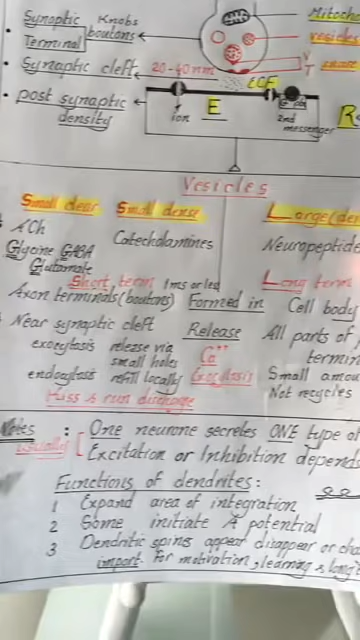 Synaptic Knobs
Terminal boutons
Synaptic cleft 20-40nm
post synaptic
density
Mitoch
vesicles
ECF
ion
E
2nd
messenger
R
Vesicles
Small clear Small dense Large(de
ACh Catecholamines Neuropeptide
Glycine GABA
Glutamate
Short term 1ms or less Long term
Axon terminals (boutons) Formed in Cell body
Near synaptic cleft Release All parts of
exocytosis release via Ca++ termin
small holes
endocytosis refill locally Exocytosis Small amou
Kiss & run discharge Not recycles
Notes : One neurone secretes ONE type of
usually Excitation or Inhibition depends
Functions of dendrites:
1 Expand area of integration
2 Some initiate A potential
3 Dendritic spines appear disappear or cha
import. for motivation, learning & long t